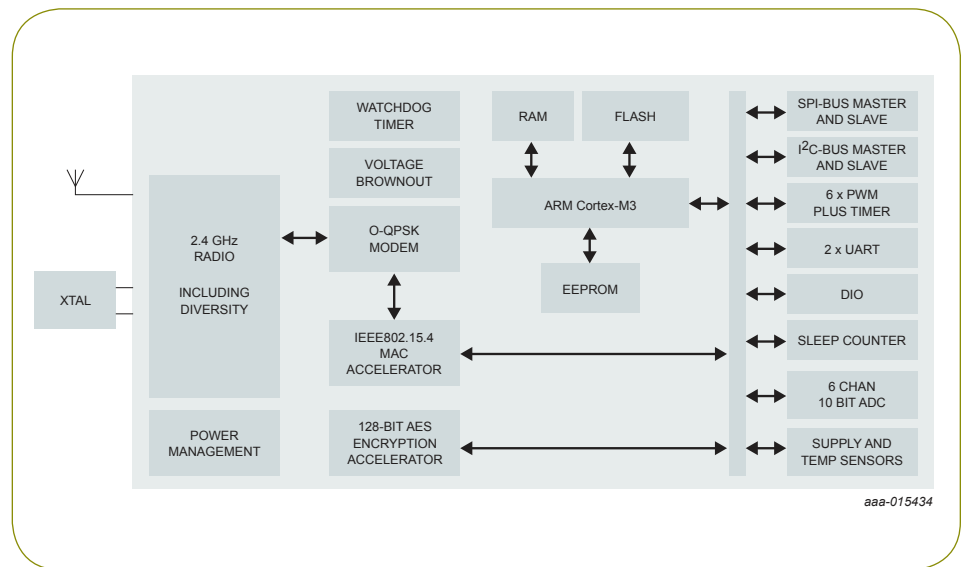 WATCHDOG
TIMER
VOLTAGE
BROWNOUT
2.4 GHz
RADIO
INCLUDING
DIVERSITY
O-QPSK
MODEM
XTAL
IEEE802.15.4
MAC
ACCELERATOR
POWER
MANAGEMENT
128-BIT AES
ENCRYPTION
ACCELERATOR
RAM
FLASH
ARM Cortex-M3
EEPROM
SPI-BUS MASTER
AND SLAVE
I2C-BUS MASTER
AND SLAVE
6 x PWM
PLUS TIMER
2 x UART
DIO
SLEEP COUNTER
6 CHAN
10 BIT ADC
SUPPLY AND
TEMP SENSORS
aaa-015434